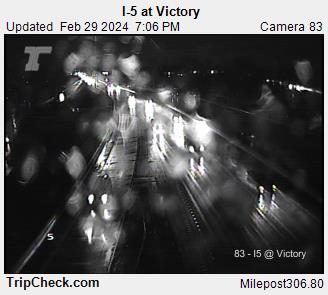 I-5 at Victory
Updated Feb 29 2024 7:06 PM Camera 83
T
S
83 - I5 @ Victory
TripCheck.com Milepost306.80